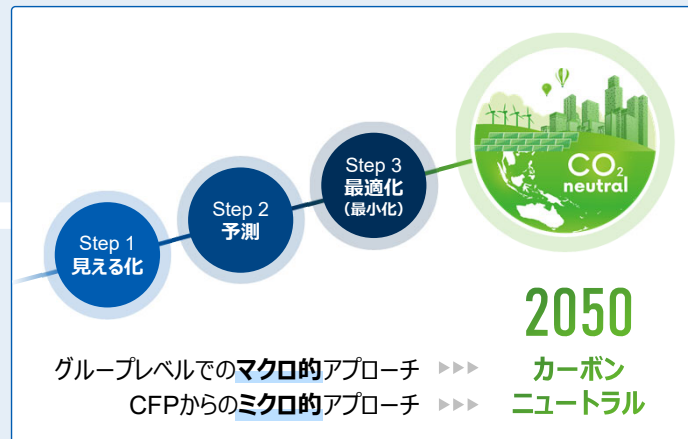 Step 1
見える化
Step 2
予測
Step 3
最適化
（最小化）
CO₂
neutral
2050
グループレベルでのマクロ的アプローチ ▶▶▶ カーボン
CFPからのミクロ的アプローチ ▶▶▶ ニュートラル